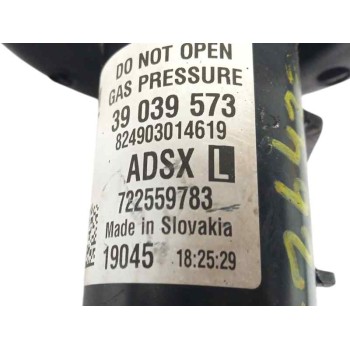 DO NOT OPEN
GAS PRESSURE
39 039 573
824903014619
ADSX L
722559783
Made in Slovakia
19045 18:25:29